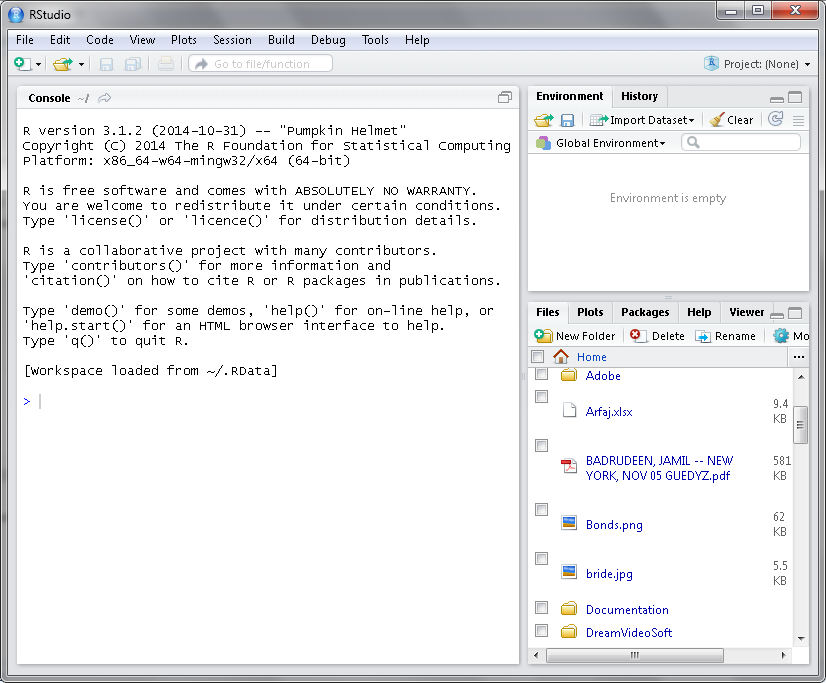 RStudio
File Edit Code View Plots Session Build Debug Tools Help
Go to file/function
Project: (None)
Console ~/
R version 3.1.2 (2014-10-31) -- "Pumpkin Helmet"
Copyright (C) 2014 The R Foundation for Statistical Computing
Platform: x86_64-w64-mingw32/x64 (64-bit)
R is free software and comes with ABSOLUTELY NO WARRANTY.
You are welcome to redistribute it under certain conditions.
Type 'license()' or 'licence()' for distribution details.
R is a collaborative project with many contributors.
Type 'contributors()' for more information and
'citation()' on how to cite R or R packages in publications.
Type 'demo()' for some demos, 'help()' for on-line help, or
'help.start()' for an HTML browser interface to help.
Type 'q()' to quit R.
[Workspace loaded from ~/.RData]
>
Environment History
Import Dataset Clear
Global Environment
Environment is empty
Files Plots Packages Help Viewer
New Folder Delete Rename Mo
Home ...
Adobe
Arfaj.xlsx 9.4 KB
BADRUDEEN, JAMIL -- NEW 581
YORK, NOV 05 GUEDYZ.pdf KB
Bonds.png 62 KB
bride.jpg 5.5 KB
Documentation
DreamVideoSoft